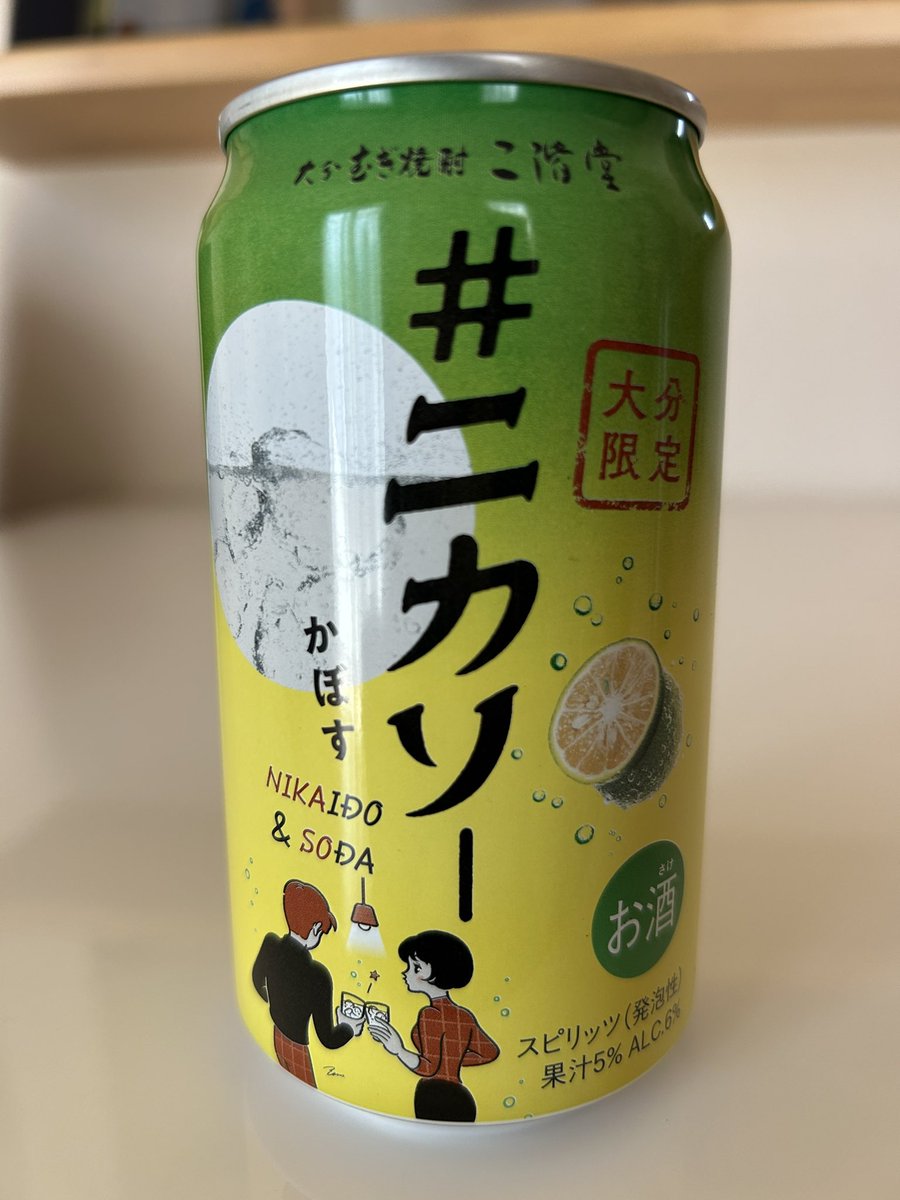 大分むぎ焼酎 二階堂
#ニカソー
大分
限定
かぼす
NIKAIDO
& SODA
さけ
お酒
スピリッツ(発泡性)
果汁5% ALC.6%